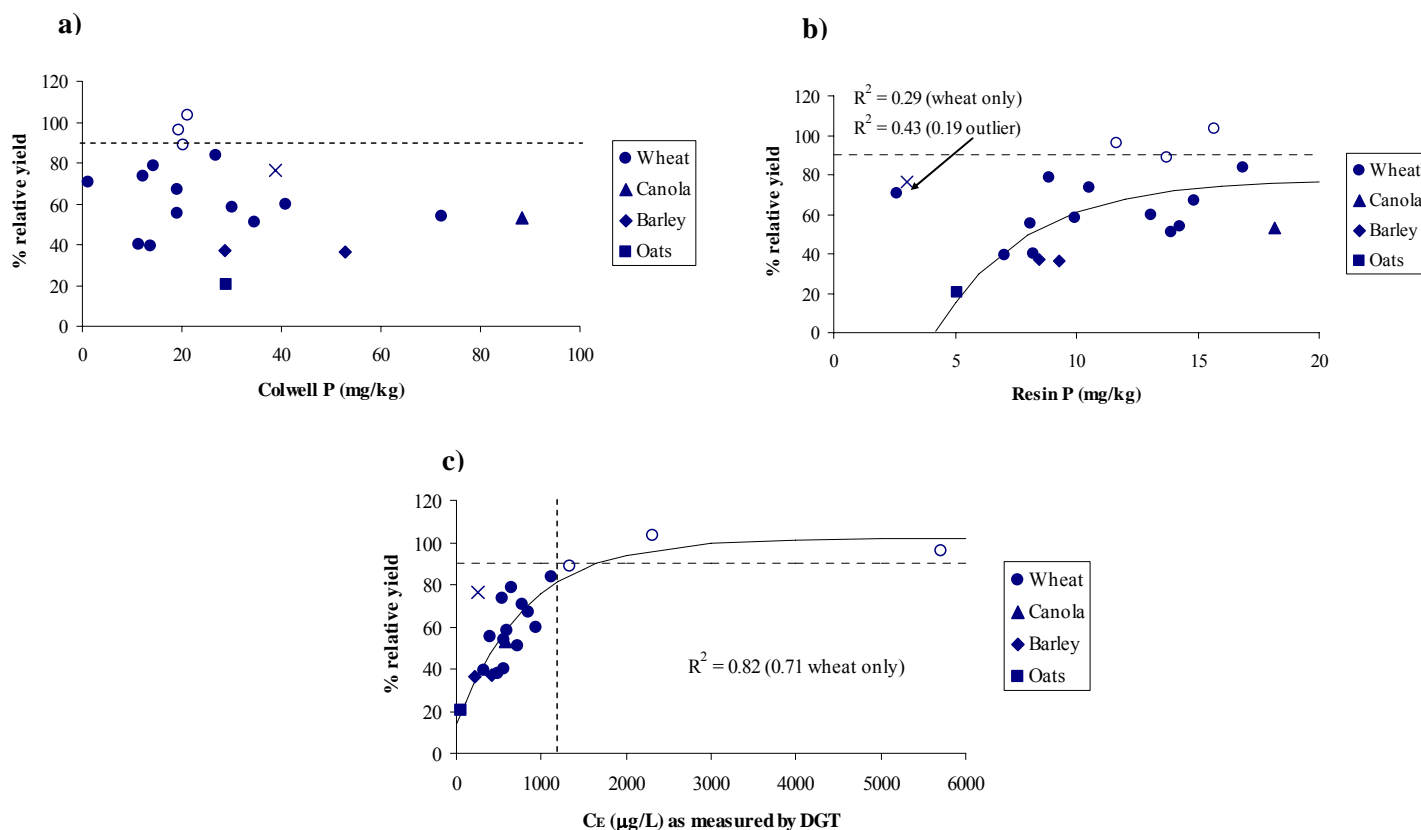 a)
120
100
80
60
40
20
0
% relative yield
0 20 40 60 80 100
Colwell P (mg/kg)
Wheat
Canola
Barley
Oats
b)
R² = 0.29 (wheat only)
R² = 0.43 (0.19 outlier)
120
100
80
60
40
20
0
% relative yield
0 5 10 15 20
Resin P (mg/kg)
Wheat
Canola
Barley
Oats
c)
120
100
80
60
40
20
0
% relative yield
R² = 0.82 (0.71 wheat only)
0 1000 2000 3000 4000 5000 6000
CE (µg/L) as measured by DGT
Wheat
Canola
Barley
Oats